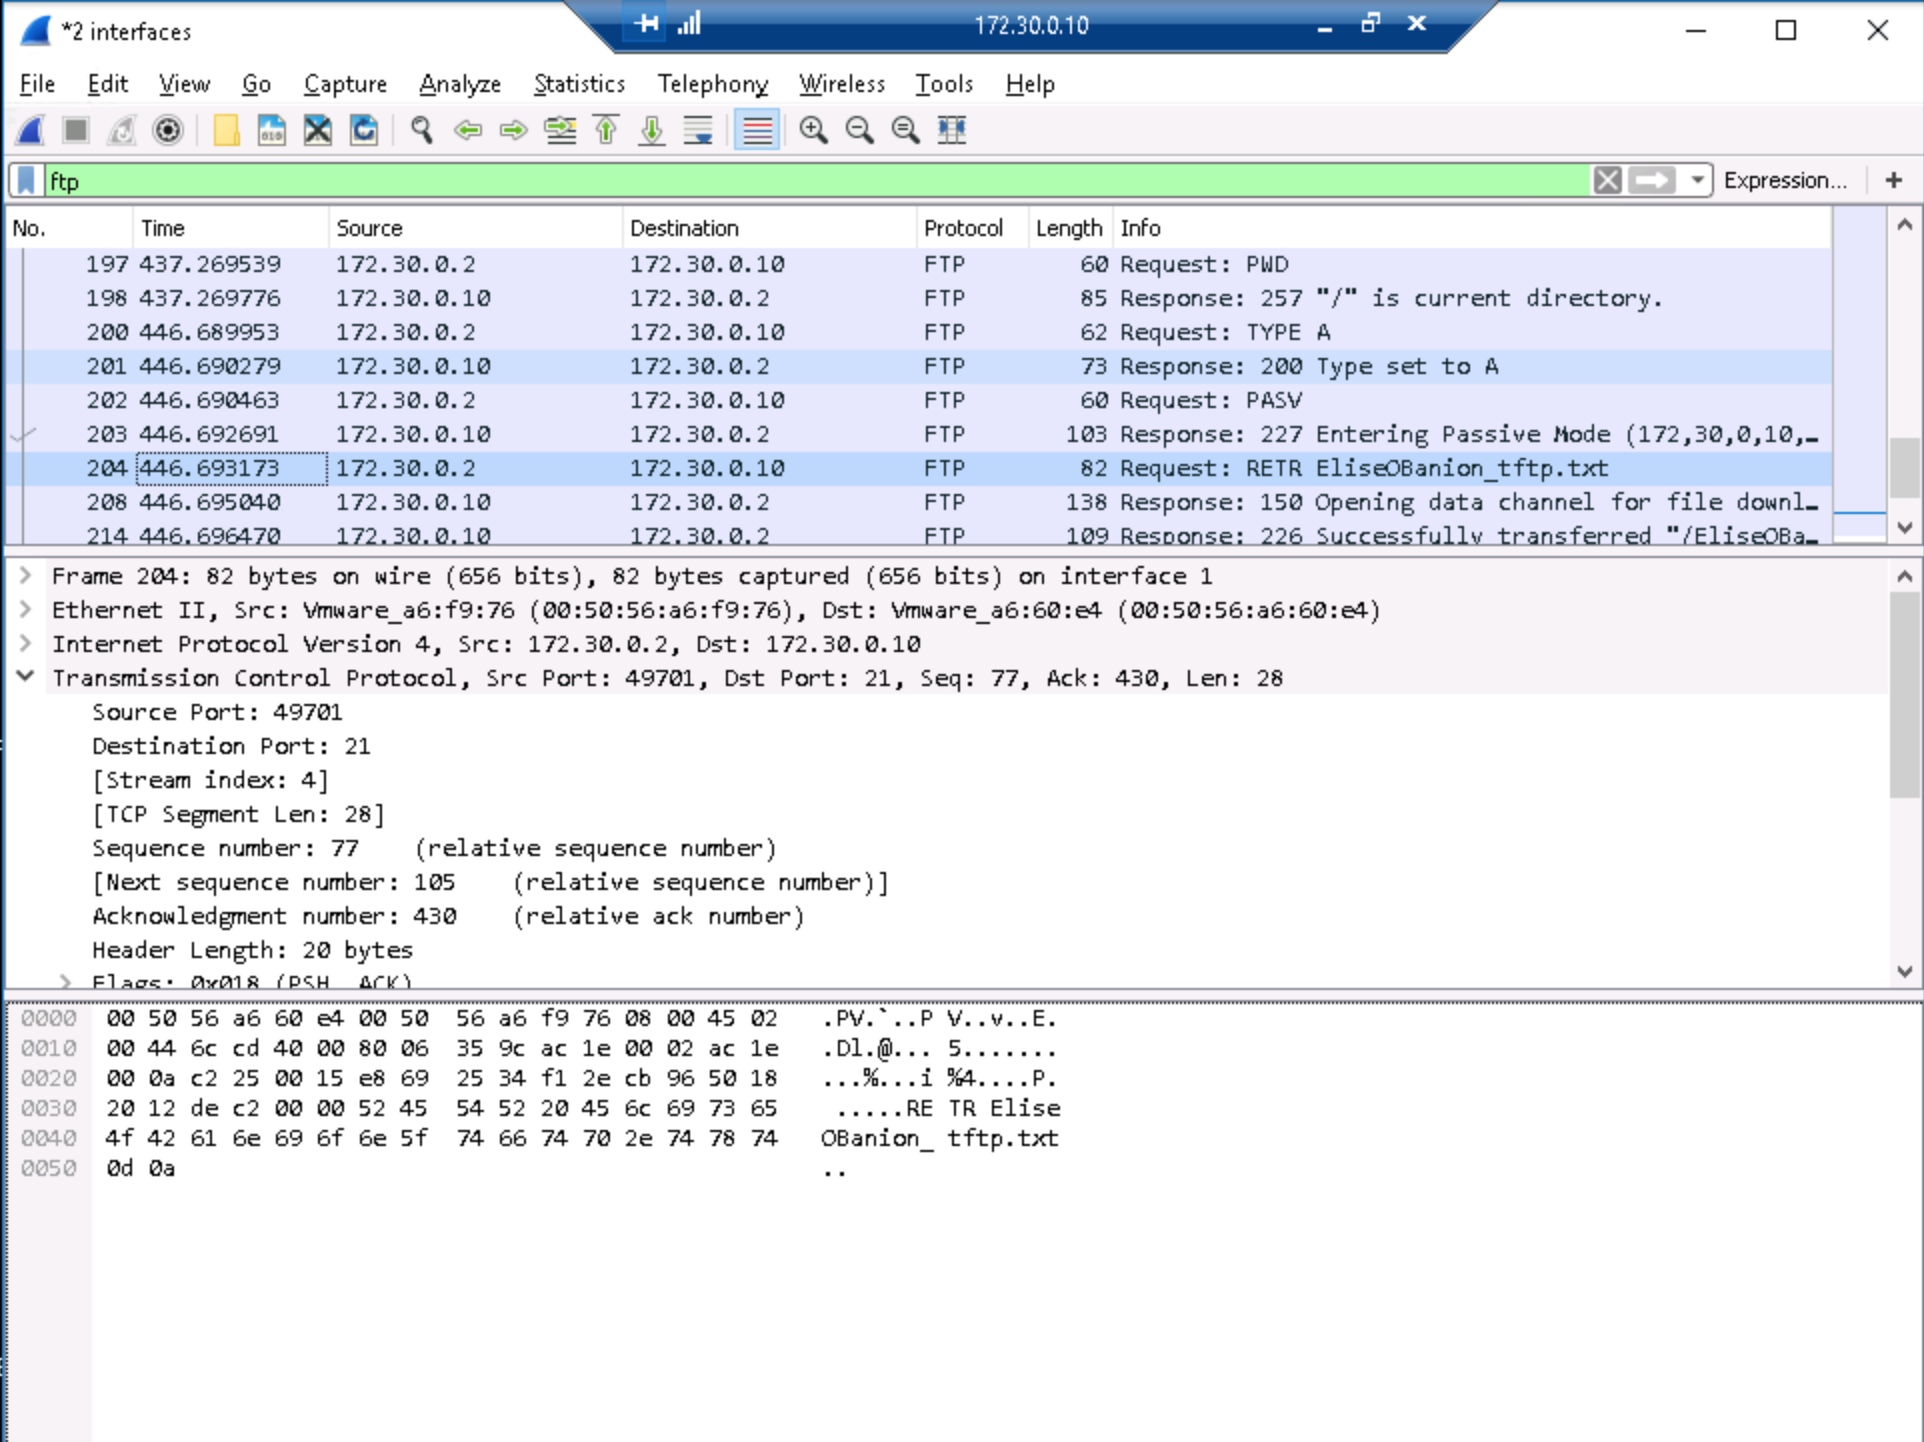 *2 interfaces
172.30.0.10
File Edit View Go Capture Analyze Statistics Telephony Wireless Tools Help
ftp
Expression... +
No. Time Source Destination Protocol Length Info
197 437.269539 172.30.0.2 172.30.0.10 FTP 60 Request: PWD
198 437.269776 172.30.0.10 172.30.0.2 FTP 85 Response: 257 "/" is current directory.
200 446.689953 172.30.0.2 172.30.0.10 FTP 62 Request: TYPE A
201 446.690279 172.30.0.10 172.30.0.2 FTP 73 Response: 200 Type set to A
202 446.690463 172.30.0.2 172.30.0.10 FTP 60 Request: PASV
203 446.692691 172.30.0.10 172.30.0.2 FTP 103 Response: 227 Entering Passive Mode (172,30,0,10,…
204 446.693173 172.30.0.2 172.30.0.10 FTP 82 Request: RETR EliseOBanion_tftp.txt
208 446.695040 172.30.0.10 172.30.0.2 FTP 138 Response: 150 Opening data channel for file downl…
214 446.696470 172.30.0.10 172.30.0.2 FTP 109 Response: 226 Successfully transferred "/EliseOBa…
Frame 204: 82 bytes on wire (656 bits), 82 bytes captured (656 bits) on interface 1
Ethernet II, Src: Vmware_a6:f9:76 (00:50:56:a6:f9:76), Dst: Vmware_a6:60:e4 (00:50:56:a6:60:e4)
Internet Protocol Version 4, Src: 172.30.0.2, Dst: 172.30.0.10
Transmission Control Protocol, Src Port: 49701, Dst Port: 21, Seq: 77, Ack: 430, Len: 28
Source Port: 49701
Destination Port: 21
[Stream index: 4]
[TCP Segment Len: 28]
Sequence number: 77 (relative sequence number)
[Next sequence number: 105 (relative sequence number)]
Acknowledgment number: 430 (relative ack number)
Header Length: 20 bytes
Flags: 0x018 (PSH, ACK)
0000 00 50 56 a6 60 e4 00 50 56 a6 f9 76 08 00 45 02 .PV.`..P V..v..E.
0010 00 44 6c cd 40 00 80 06 35 9c ac 1e 00 02 ac 1e .Dl.@... 5.......
0020 00 0a c2 25 00 15 e8 69 25 34 f1 2e cb 96 50 18 ...%...i %4....P.
0030 20 12 de c2 00 00 52 45 54 52 20 45 6c 69 73 65 .....RE TR Elise
0040 4f 42 61 6e 69 6f 6e 5f 74 66 74 70 2e 74 78 74 OBanion_ tftp.txt
0050 0d 0a ..